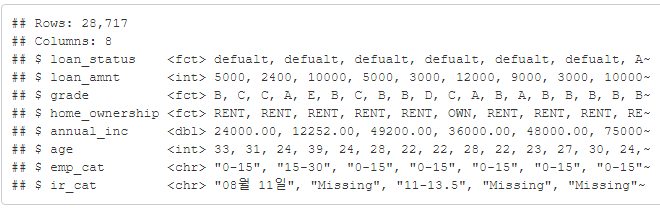 ## Rows: 28,717
## Columns: 8
## $ loan_status    <fct> defualt, defualt, defualt, defualt, defualt, defualt, A~
## $ loan_amnt      <int> 5000, 2400, 10000, 5000, 3000, 12000, 9000, 3000, 10000~
## $ grade          <fct> B, C, C, A, E, B, C, B, B, D, C, A, B, A, B, B, B, B, B~
## $ home_ownership <fct> RENT, RENT, RENT, RENT, RENT, OWN, RENT, RENT, RENT, RE~
## $ annual_inc     <dbl> 24000.00, 12252.00, 49200.00, 36000.00, 48000.00, 75000~
## $ age            <int> 33, 31, 24, 39, 24, 28, 22, 22, 28, 22, 23, 27, 30, 24,~
## $ emp_cat        <chr> "0-15", "15-30", "0-15", "0-15", "0-15", "0-15", "0-15"~
## $ ir_cat         <chr> "08월 11일", "Missing", "11-13.5", "Missing", "Missing"~